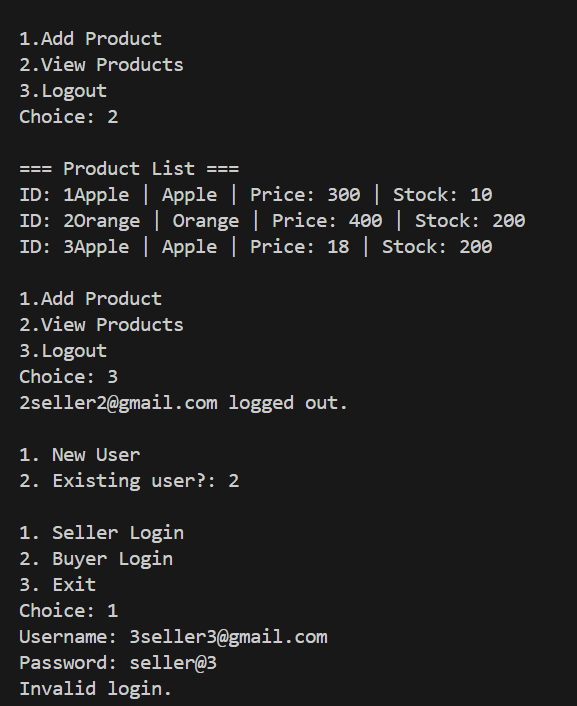 1.Add Product
2.View Products
3.Logout
Choice: 2
=== Product List ===
ID: 1Apple | Apple | Price: 300 | Stock: 10
ID: 2Orange | Orange | Price: 400 | Stock: 200
ID: 3Apple | Apple | Price: 18 | Stock: 200
1.Add Product
2.View Products
3.Logout
Choice: 3
2seller2@gmail.com logged out.
1. New User
2. Existing user?: 2
1. Seller Login
2. Buyer Login
3. Exit
Choice: 1
Username: 3seller3@gmail.com
Password: seller@3
Invalid login.